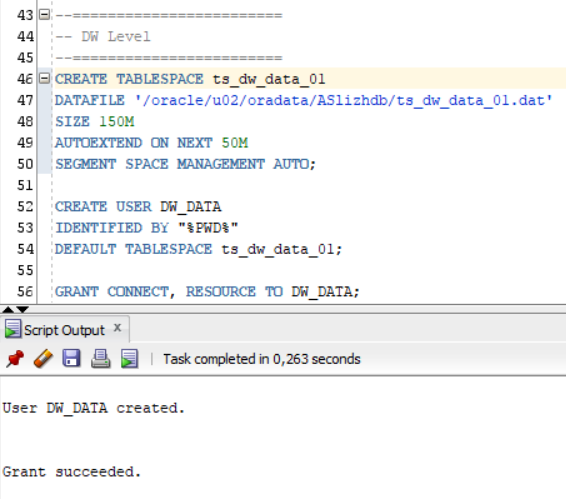 43 --========================
44 -- DW Level
45 --========================
46 CREATE TABLESPACE ts_dw_data_01
47 DATAFILE '/oracle/u02/oradata/ASlizhdb/ts_dw_data_01.dat'
48 SIZE 150M
49 AUTOEXTEND ON NEXT 50M
50 SEGMENT SPACE MANAGEMENT AUTO;
51
52 CREATE USER DW_DATA
53 IDENTIFIED BY "%PWD%"
54 DEFAULT TABLESPACE ts_dw_data_01;
55
56 GRANT CONNECT, RESOURCE TO DW_DATA;
Script Output x
Task completed in 0,263 seconds
User DW_DATA created.
Grant succeeded.